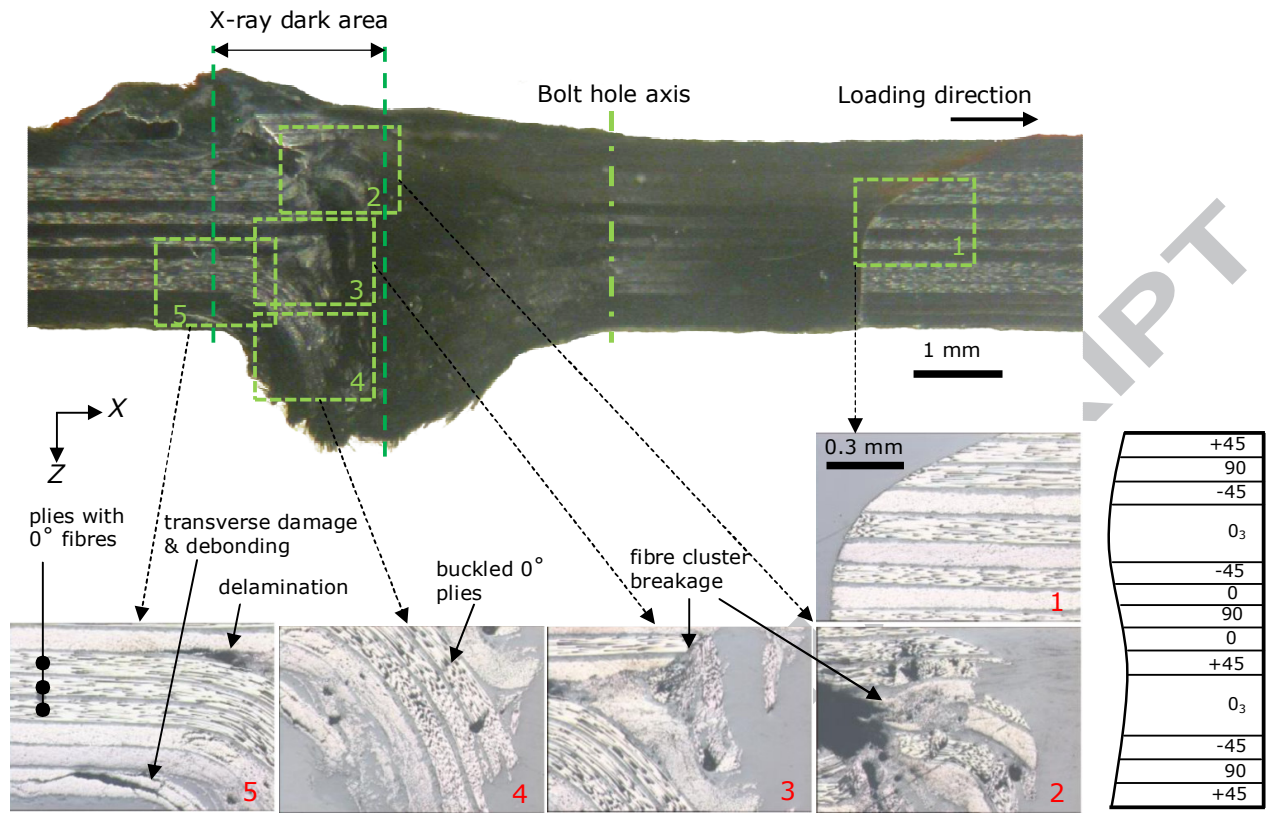 X-ray dark area
Bolt hole axis
Loading direction
2
1
3
5
4
1 mm
X
Z
RIPT
0.3 mm
1
plies with
0° fibres
transverse damage
& debonding
delamination
buckled 0°
plies
fibre cluster
breakage
5
4
3
2
+45
90
-45
0₃
-45
0
90
0
+45
0₃
-45
90
+45